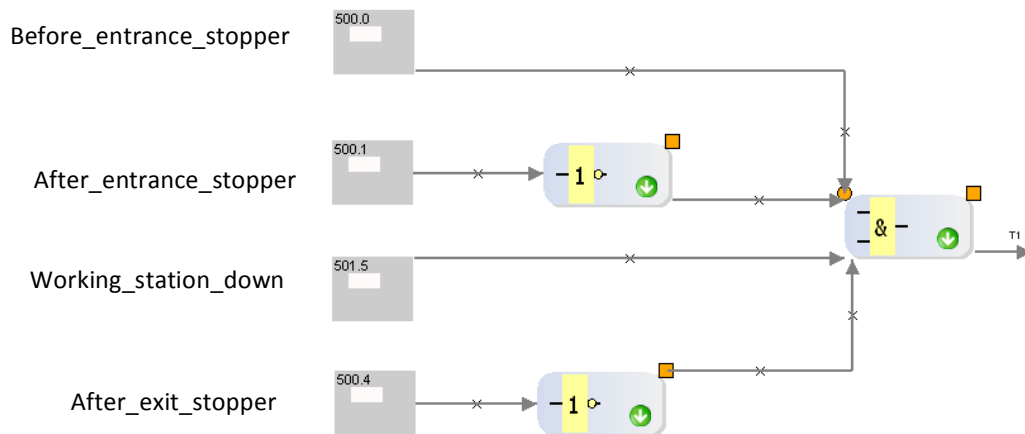 Before_entrance_stopper
500.0
After_entrance_stopper
500.1
1
&
T1
Working_station_down
501.5
After_exit_stopper
500.4
1